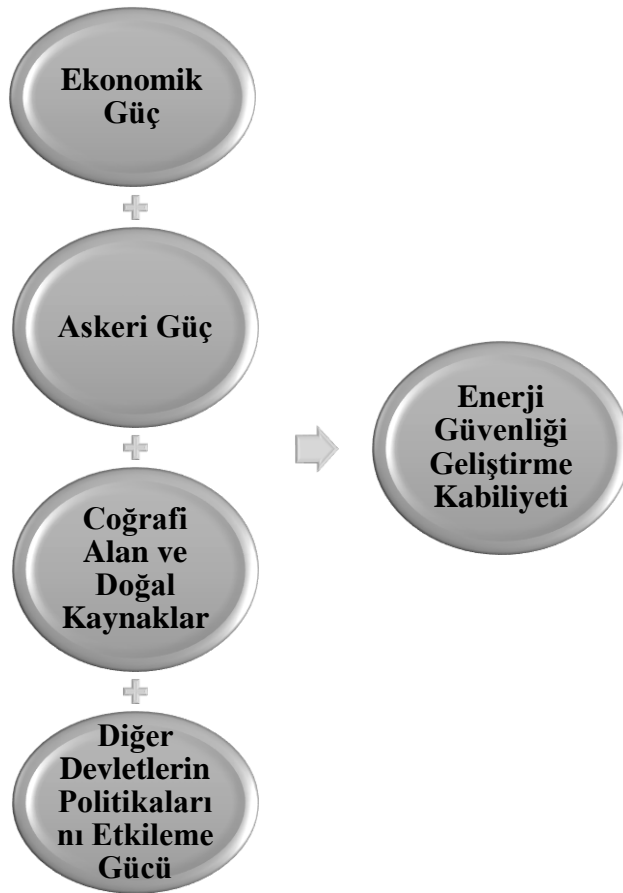 Ekonomik
Güç
Askeri Güç
Coğrafi
Alan ve
Doğal
Kaynaklar
Diğer
Devletlerin
Politikaları
nı Etkileme
Gücü
Enerji
Güvenliği
Geliştirme
Kabiliyeti